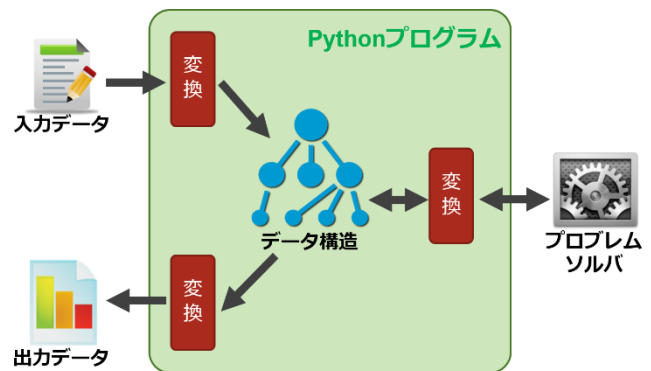 Pythonプログラム
変
換
入力データ
変
換
データ構造
プロブレム
ソルバ
変
換
出力データ